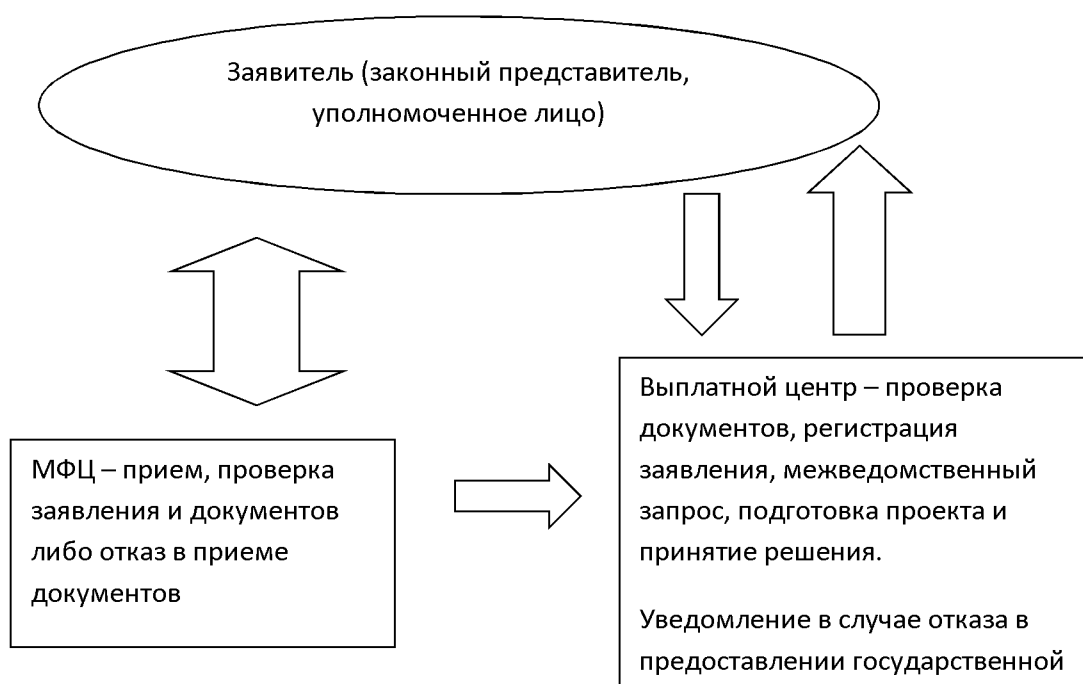 Заявитель (законный представитель,
уполномоченное лицо)
МФЦ – прием, проверка
заявления и документов
либо отказ в приеме
документов
Выплатной центр – проверка
документов, регистрация
заявления, межведомственный
запрос, подготовка проекта и
принятие решения.
Уведомление в случае отказа в
предоставлении государственной